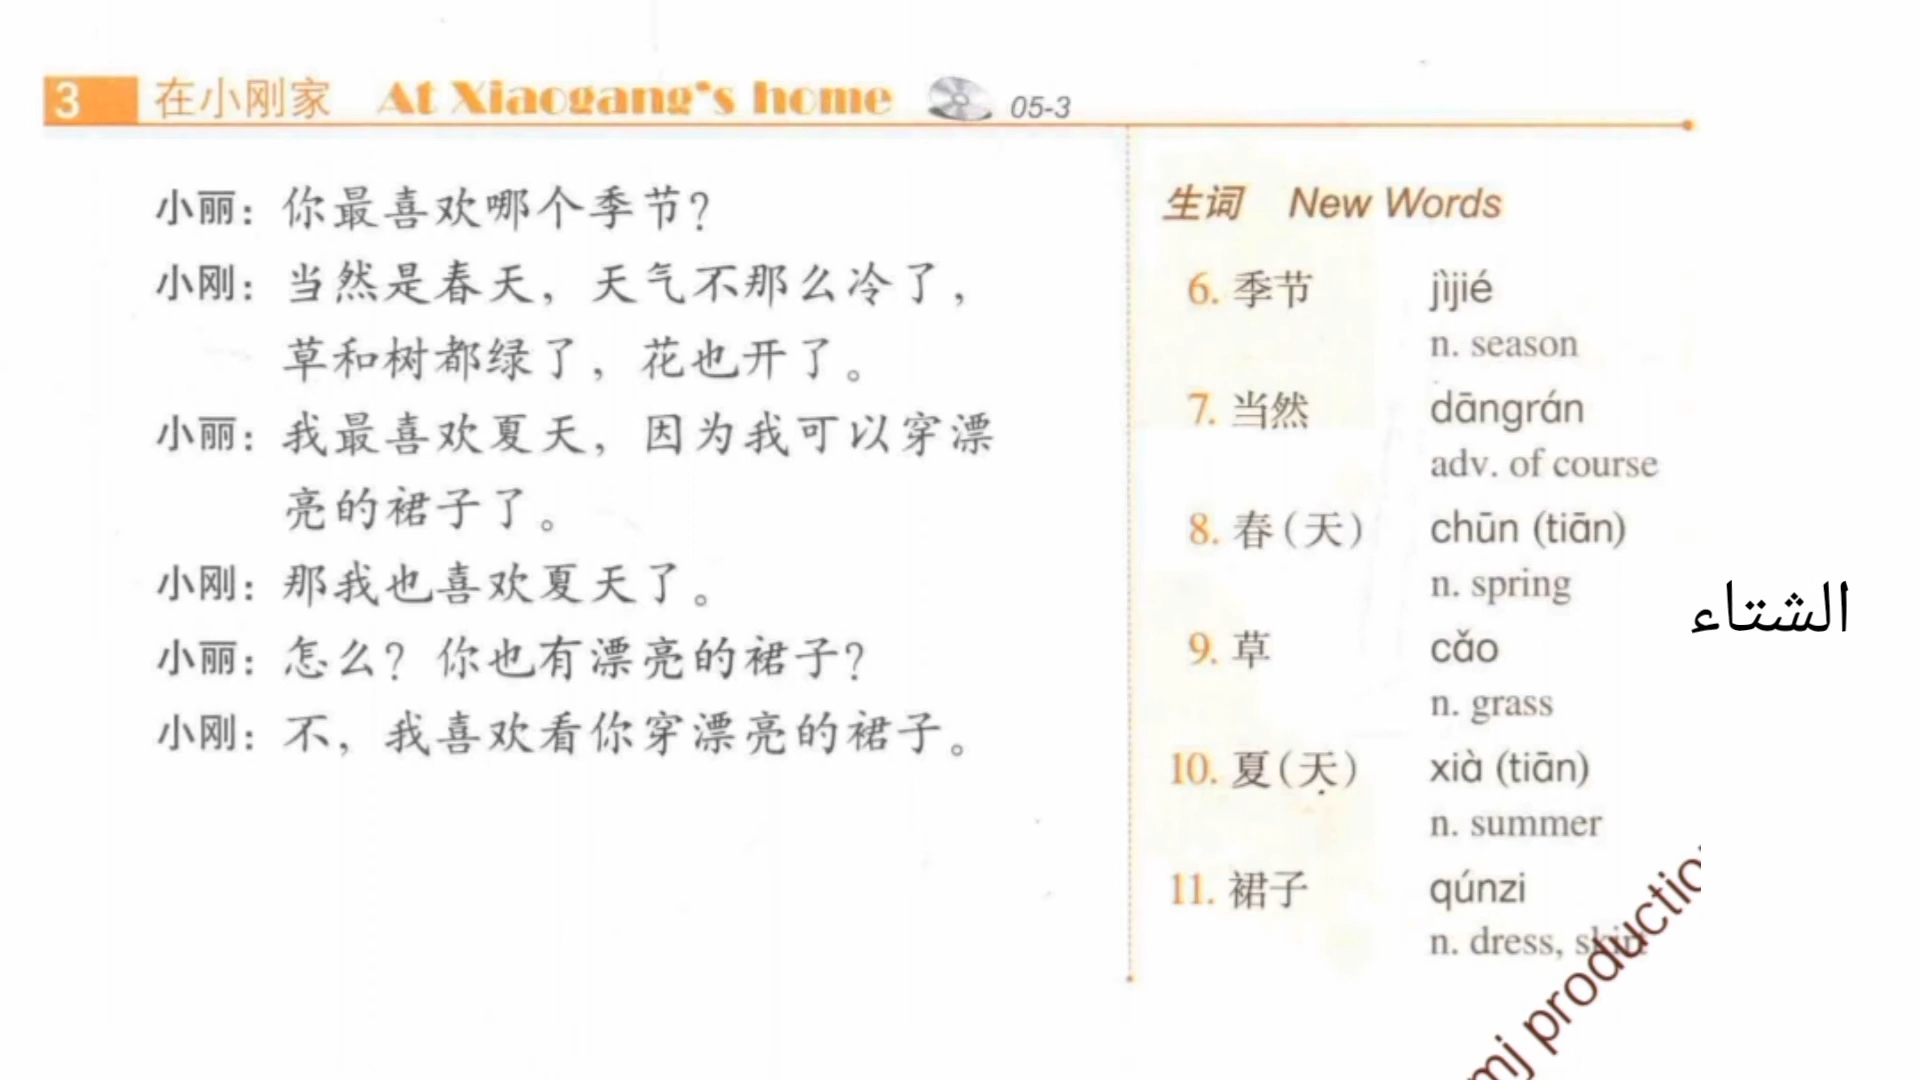 3 在小刚家 At Xiaogang's home 05-3
小丽：你最喜欢哪个季节？
小刚：当然是春天，天气不那么冷了，
草和树都绿了，花也开了。
小丽：我最喜欢夏天，因为我可以穿漂
亮的裙子了。
小刚：那我也喜欢夏天了。
小丽：怎么？你也有漂亮的裙子？
小刚：不，我喜欢看你穿漂亮的裙子。
生词 New Words
6. 季节 jìjié
n. season
7. 当然 dāngrán
adv. of course
8. 春（天） chūn (tiān)
n. spring
9. 草 cǎo
n. grass
10. 夏（天） xià (tiān)
n. summer
11. 裙子 qúnzi
n. dress, skirt
الشتاء
mj productio